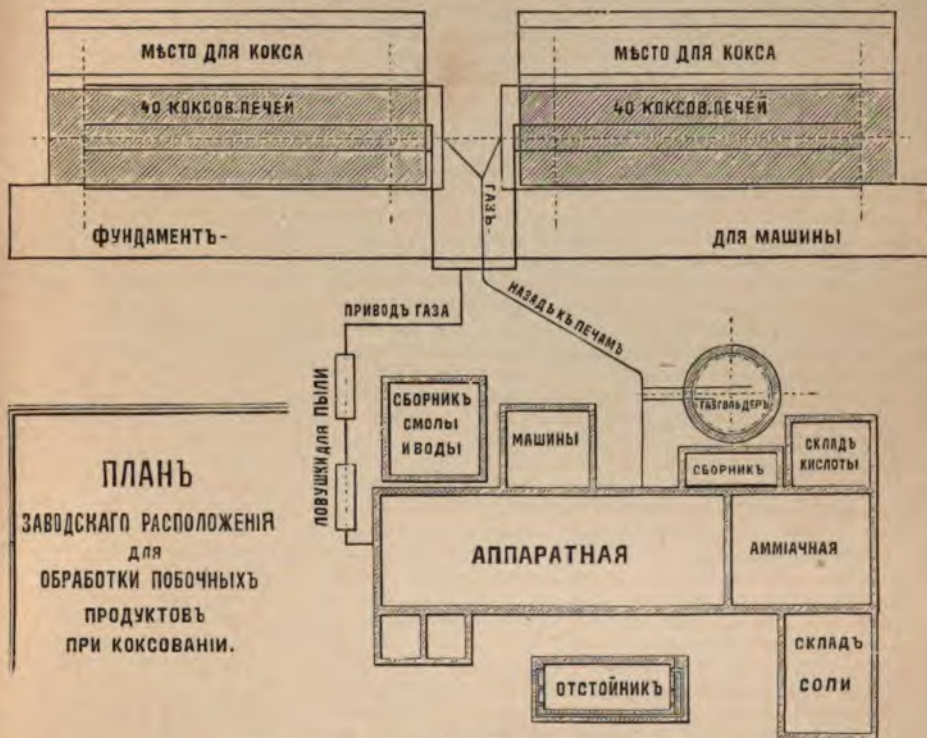 МѢСТО ДЛЯ КОКСА
МѢСТО ДЛЯ КОКСА
40 КОКСОВ.ПЕЧЕЙ
40 КОКСОВ.ПЕЧЕЙ
ГАЗЪ-
ФУНДАМЕНТЪ-
ДЛЯ МАШИНЫ
ПРИВОДЪ ГАЗА
НАЗАДЪ КЪ ПЕЧАМЪ
ЛОВУШКИ ДЛЯ ПЫЛИ
СБОРНИКЪ
СМОЛЫ
И ВОДЫ
МАШИНЫ
ГАЗГОЛЬДЕРЪ
СБОРНИКЪ
СКЛАДЪ
КИСЛОТЫ
ПЛАНЪ
ЗАВОДСКАГО РАСПОЛОЖЕНІЯ
ДЛЯ
ОБРАБОТКИ ПОБОЧНЫХЪ
ПРОДУКТОВЪ
ПРИ КОКСОВАНІИ.
АППАРАТНАЯ
АММІАЧНАЯ
ОТСТОЙНИКЪ
СКЛАДЪ
СОЛИ